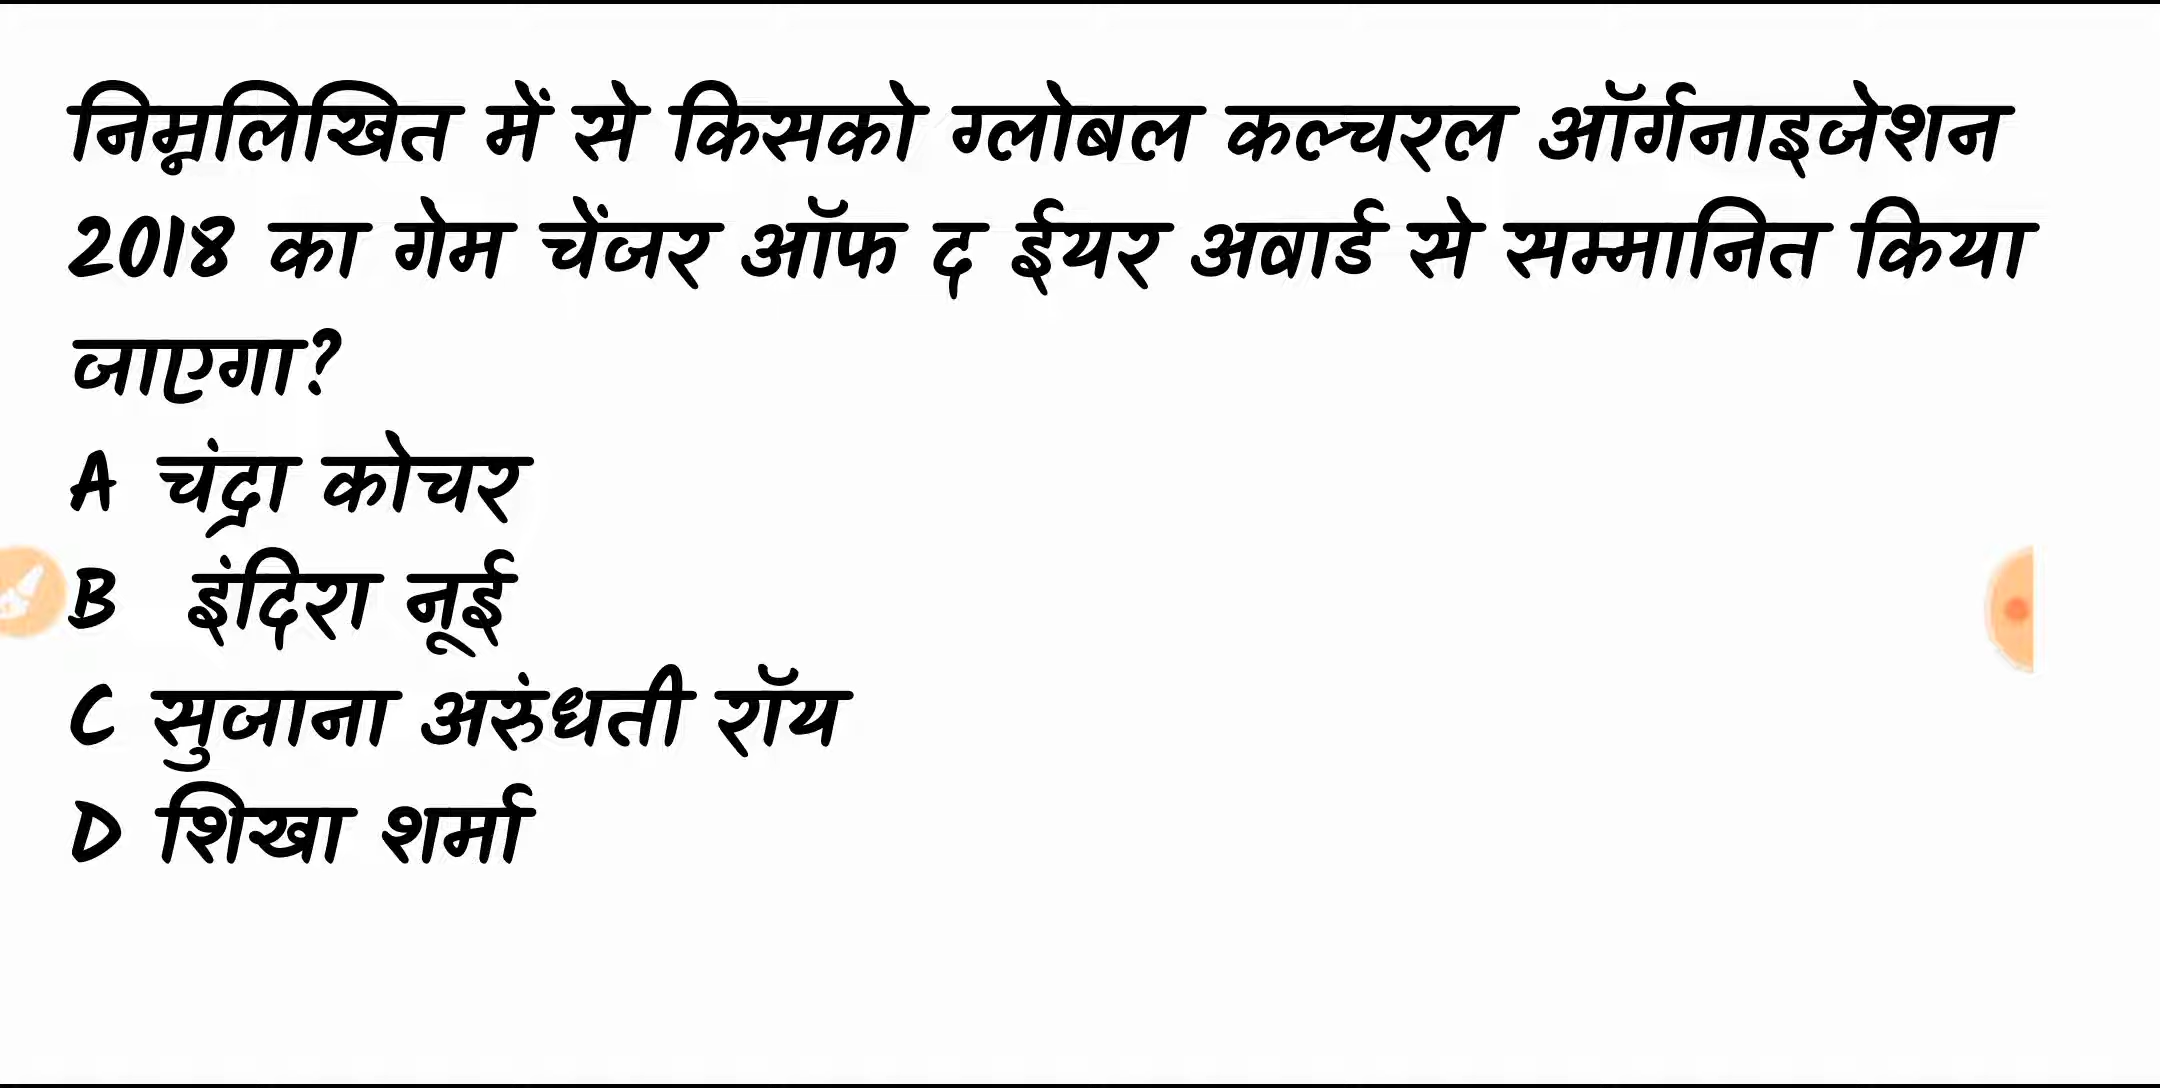 निम्नलिखित में से किसको ग्लोबल कल्चरल ऑर्गनाइजेशन
2018 का गेम चेंजर ऑफ द ईयर अवार्ड से सम्मानित किया
जाएगा?
A चंद्रा कोचर
B इंदिरा नूई
C सुजाना अरुंधती रॉय
D शिखा शर्मा